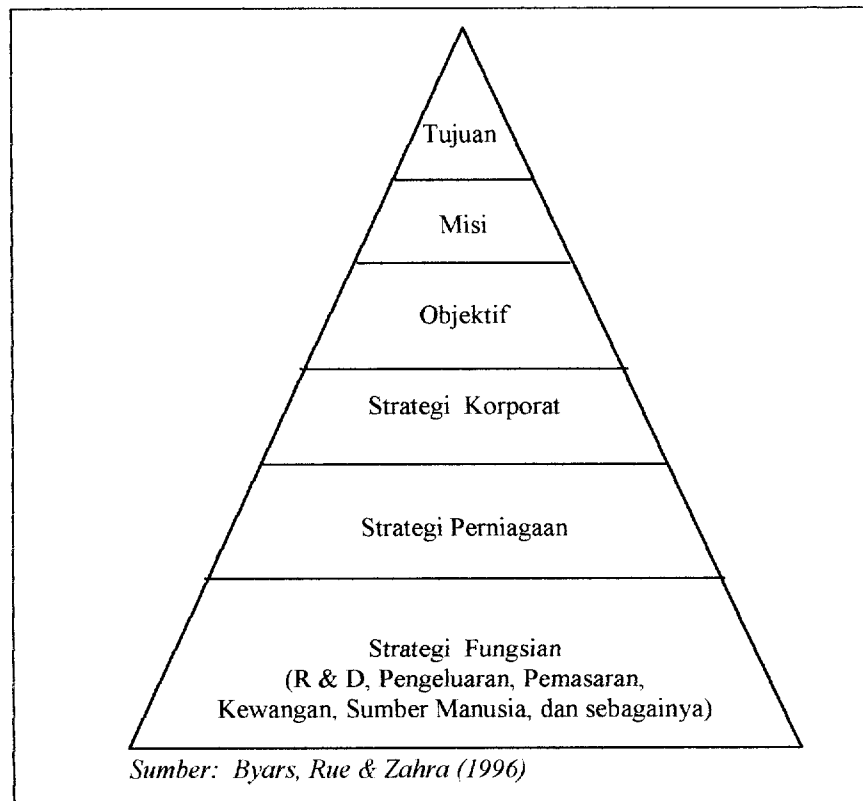 Tujuan
Misi
Objektif
Strategi Korporat
Strategi Perniagaan
Strategi Fungsian
(R & D, Pengeluaran, Pemasaran,
Kewangan, Sumber Manusia, dan sebagainya)
Sumber: Byars, Rue & Zahra (1996)